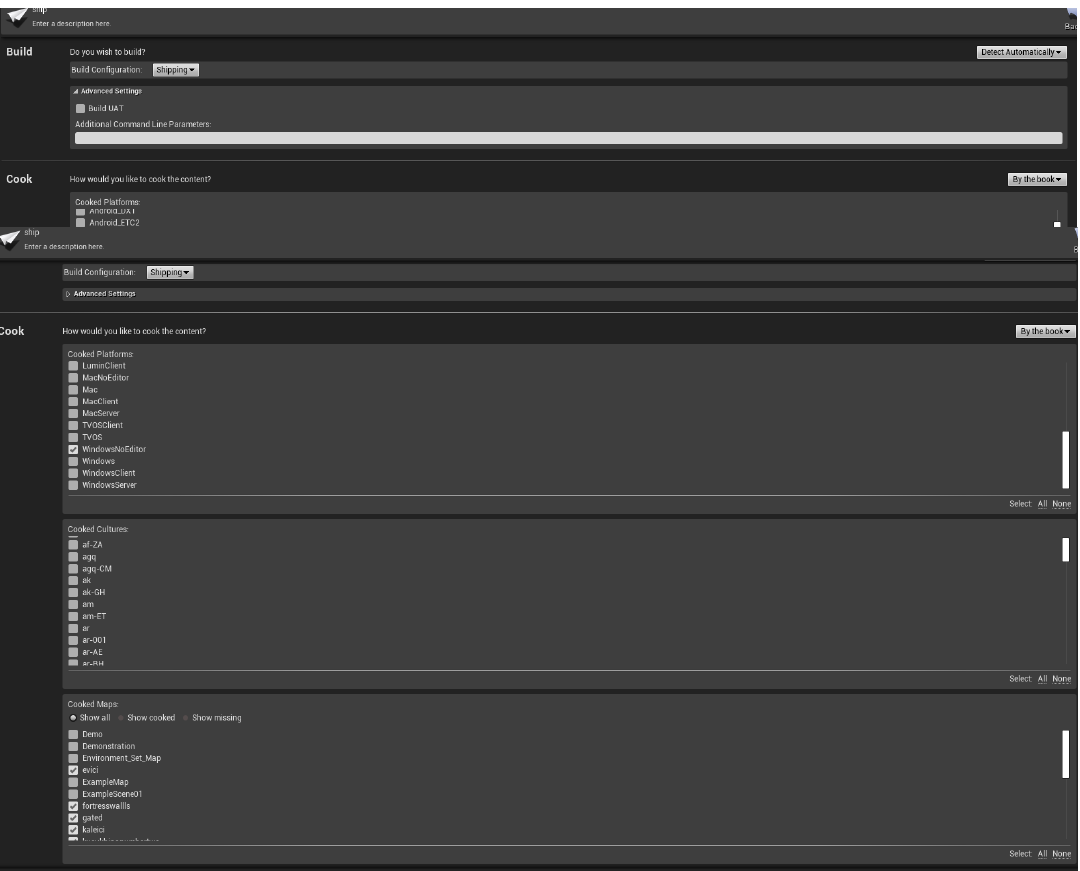 ship
Enter a description here.
Build
Do you wish to build?
Detect Automatically
Build Configuration:
Shipping
Advanced Settings
Build UAT
Additional Command Line Parameters:
Cook
How would you like to cook the content?
By the book
Cooked Platforms:
Android_DXT
Android_ETC2
ship
Enter a description here.
Build Configuration:
Shipping
Advanced Settings
Cook
How would you like to cook the content?
By the book
Cooked Platforms:
LuminClient
MacNoEditor
Mac
MacClient
MacServer
TVOSClient
TVOS
WindowsNoEditor
Windows
WindowsClient
WindowsServer
Select: All None
Cooked Cultures:
af-ZA
agq
agq-CM
ak
ak-GH
am
am-ET
ar
ar-001
ar-AE
ar-BH
Select: All None
Cooked Maps:
Show all Show cooked Show missing
Demo
Demonstration
Environment_Set_Map
evici
ExampleMap
ExampleScene01
fortresswallls
gated
kaleici
Select: All None